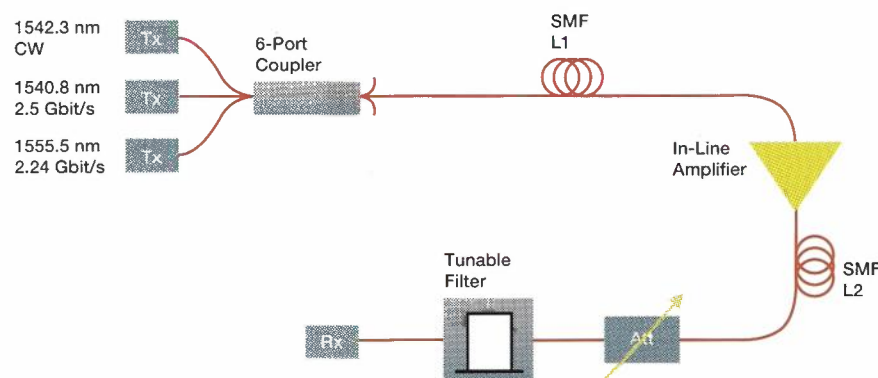 1542.3 nm
CW
Tx
1540.8 nm
2.5 Gbit/s
Tx
1555.5 nm
2.24 Gbit/s
Tx
6-Port
Coupler
SMF
L1
In-Line
Amplifier
SMF
L2
Att
Tunable
Filter
Rx